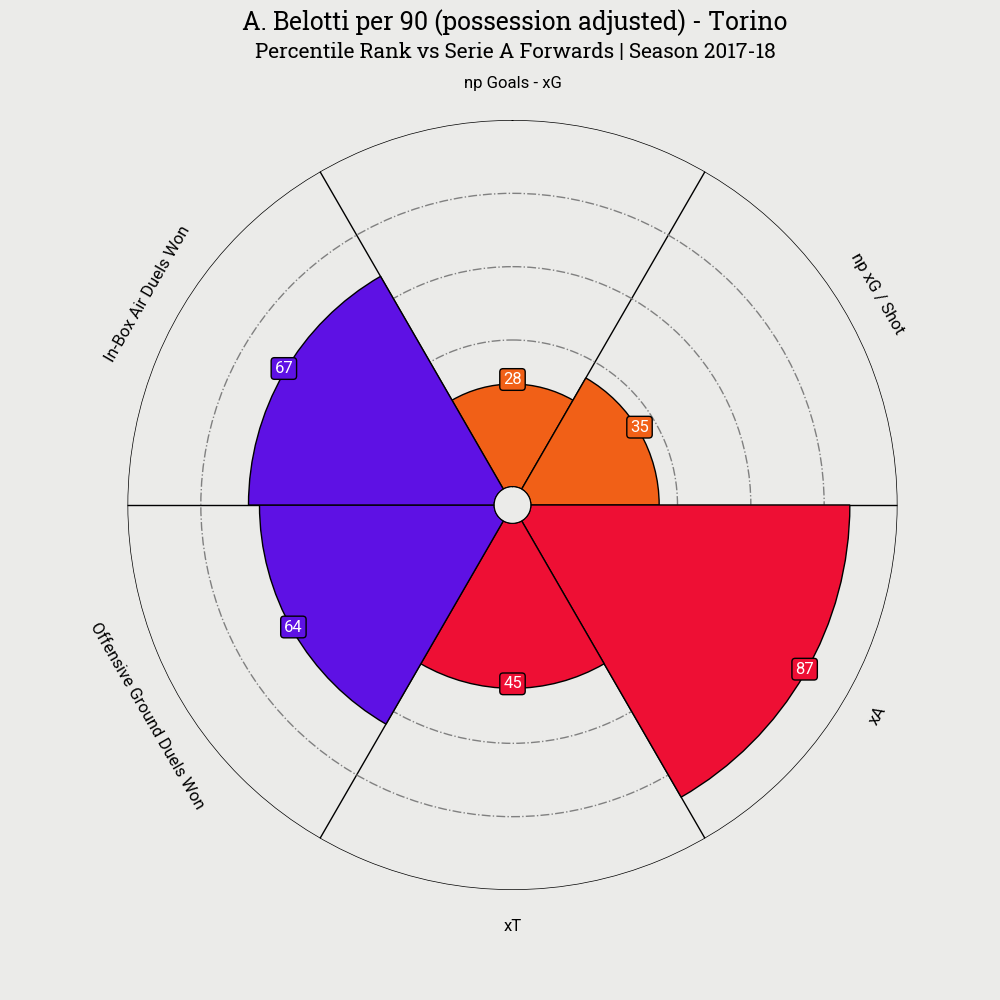 A. Belotti per 90 (possession adjusted) - Torino
Percentile Rank vs Serie A Forwards | Season 2017-18
np Goals - xG
np xG / Shot
In-Box Air Duels Won
67
28
35
64
45
87
Offensive Ground Duels Won
xA
xT